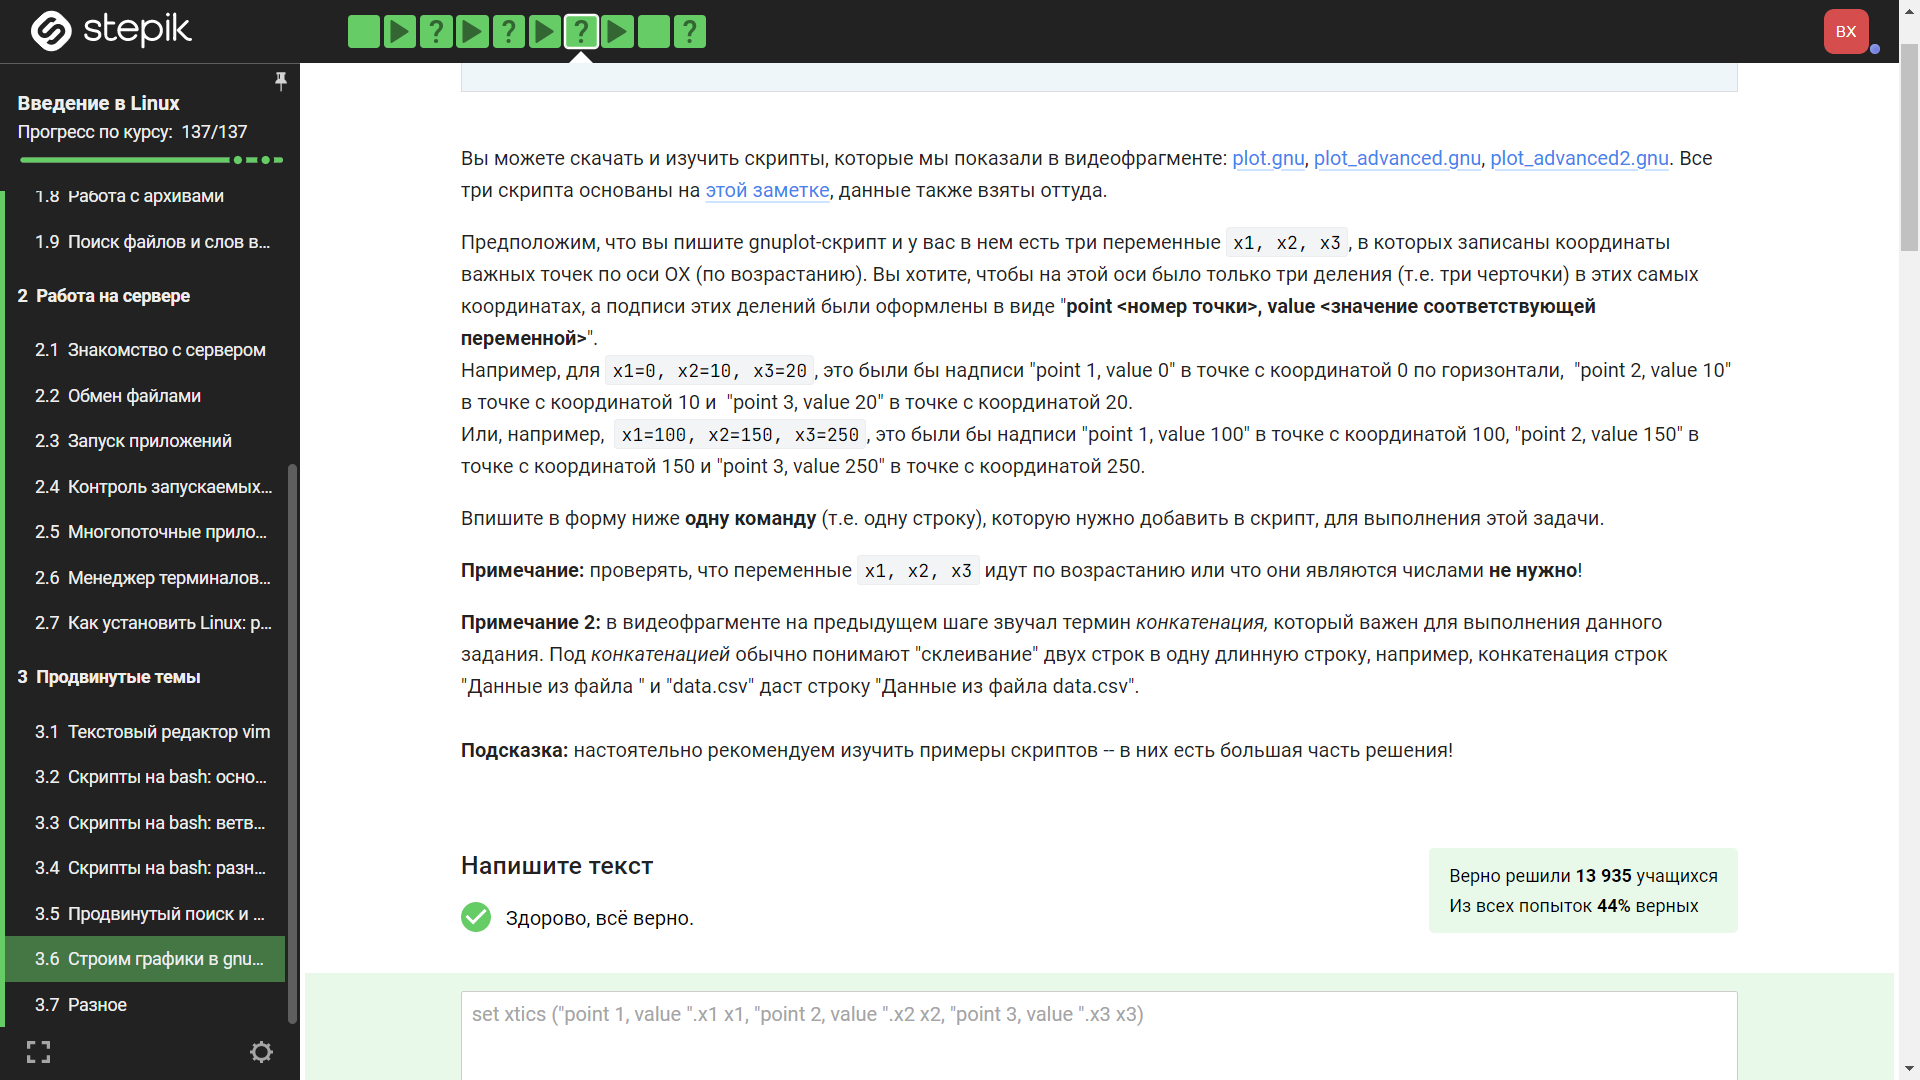 stepik
? ? ? ?
ВХ
Введение в Linux
Прогресс по курсу: 137/137
1.8 Работа с архивами
1.9 Поиск файлов и слов в...
2 Работа на сервере
2.1 Знакомство с сервером
2.2 Обмен файлами
2.3 Запуск приложений
2.4 Контроль запускаемых...
2.5 Многопоточные прило...
2.6 Менеджер терминалов...
2.7 Как установить Linux: р...
3 Продвинутые темы
3.1 Текстовый редактор vim
3.2 Скрипты на bash: осно...
3.3 Скрипты на bash: ветв...
3.4 Скрипты на bash: разн...
3.5 Продвинутый поиск и ...
3.6 Строим графики в gnu...
3.7 Разное
Вы можете скачать и изучить скрипты, которые мы показали в видеофрагменте: plot.gnu, plot_advanced.gnu, plot_advanced2.gnu. Все
три скрипта основаны на этой заметке, данные также взяты оттуда.
Предположим, что вы пишите gnuplot-скрипт и у вас в нем есть три переменные x1, x2, x3, в которых записаны координаты
важных точек по оси OX (по возрастанию). Вы хотите, чтобы на этой оси было только три деления (т.е. три черточки) в этих самых
координатах, а подписи этих делений были оформлены в виде "point <номер точки>, value <значение соответствующей
переменной>".
Например, для x1=0, x2=10, x3=20, это были бы надписи "point 1, value 0" в точке с координатой 0 по горизонтали, "point 2, value 10"
в точке с координатой 10 и "point 3, value 20" в точке с координатой 20.
Или, например, x1=100, x2=150, x3=250, это были бы надписи "point 1, value 100" в точке с координатой 100, "point 2, value 150" в
точке с координатой 150 и "point 3, value 250" в точке с координатой 250.
Впишите в форму ниже одну команду (т.е. одну строку), которую нужно добавить в скрипт, для выполнения этой задачи.
Примечание: проверять, что переменные x1, x2, x3 идут по возрастанию или что они являются числами не нужно!
Примечание 2: в видеофрагменте на предыдущем шаге звучал термин конкатенация, который важен для выполнения данного
задания. Под конкатенацией обычно понимают "склеивание" двух строк в одну длинную строку, например, конкатенация строк
"Данные из файла " и "data.csv" даст строку "Данные из файла data.csv".
Подсказка: настоятельно рекомендуем изучить примеры скриптов -- в них есть большая часть решения!
Напишите текст
Здорово, всё верно.
Верно решили 13 935 учащихся
Из всех попыток 44% верных
set xtics ("point 1, value ".x1 x1, "point 2, value ".x2 x2, "point 3, value ".x3 x3)